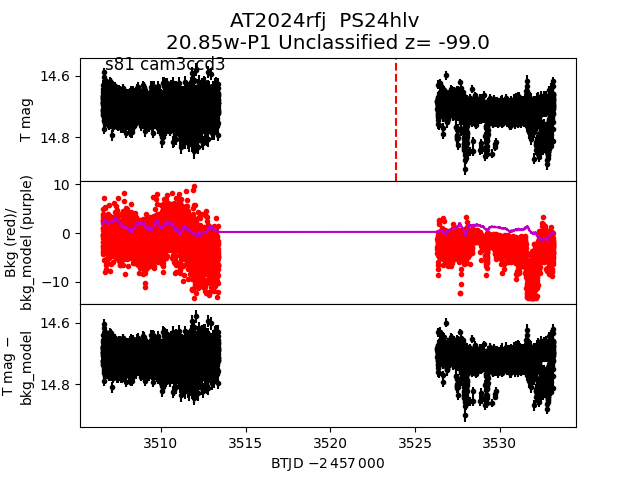 AT2024rfj  PS24hlv
20.85w-P1 Unclassified z= -99.0
s81 cam3ccd3
T mag
14.6
14.8
Bkg (red)/
bkg_model (purple)
10
0
−10
T mag −
bkg_model
14.6
14.8
3510
3515
3520
3525
3530
BTJD −2 457 000